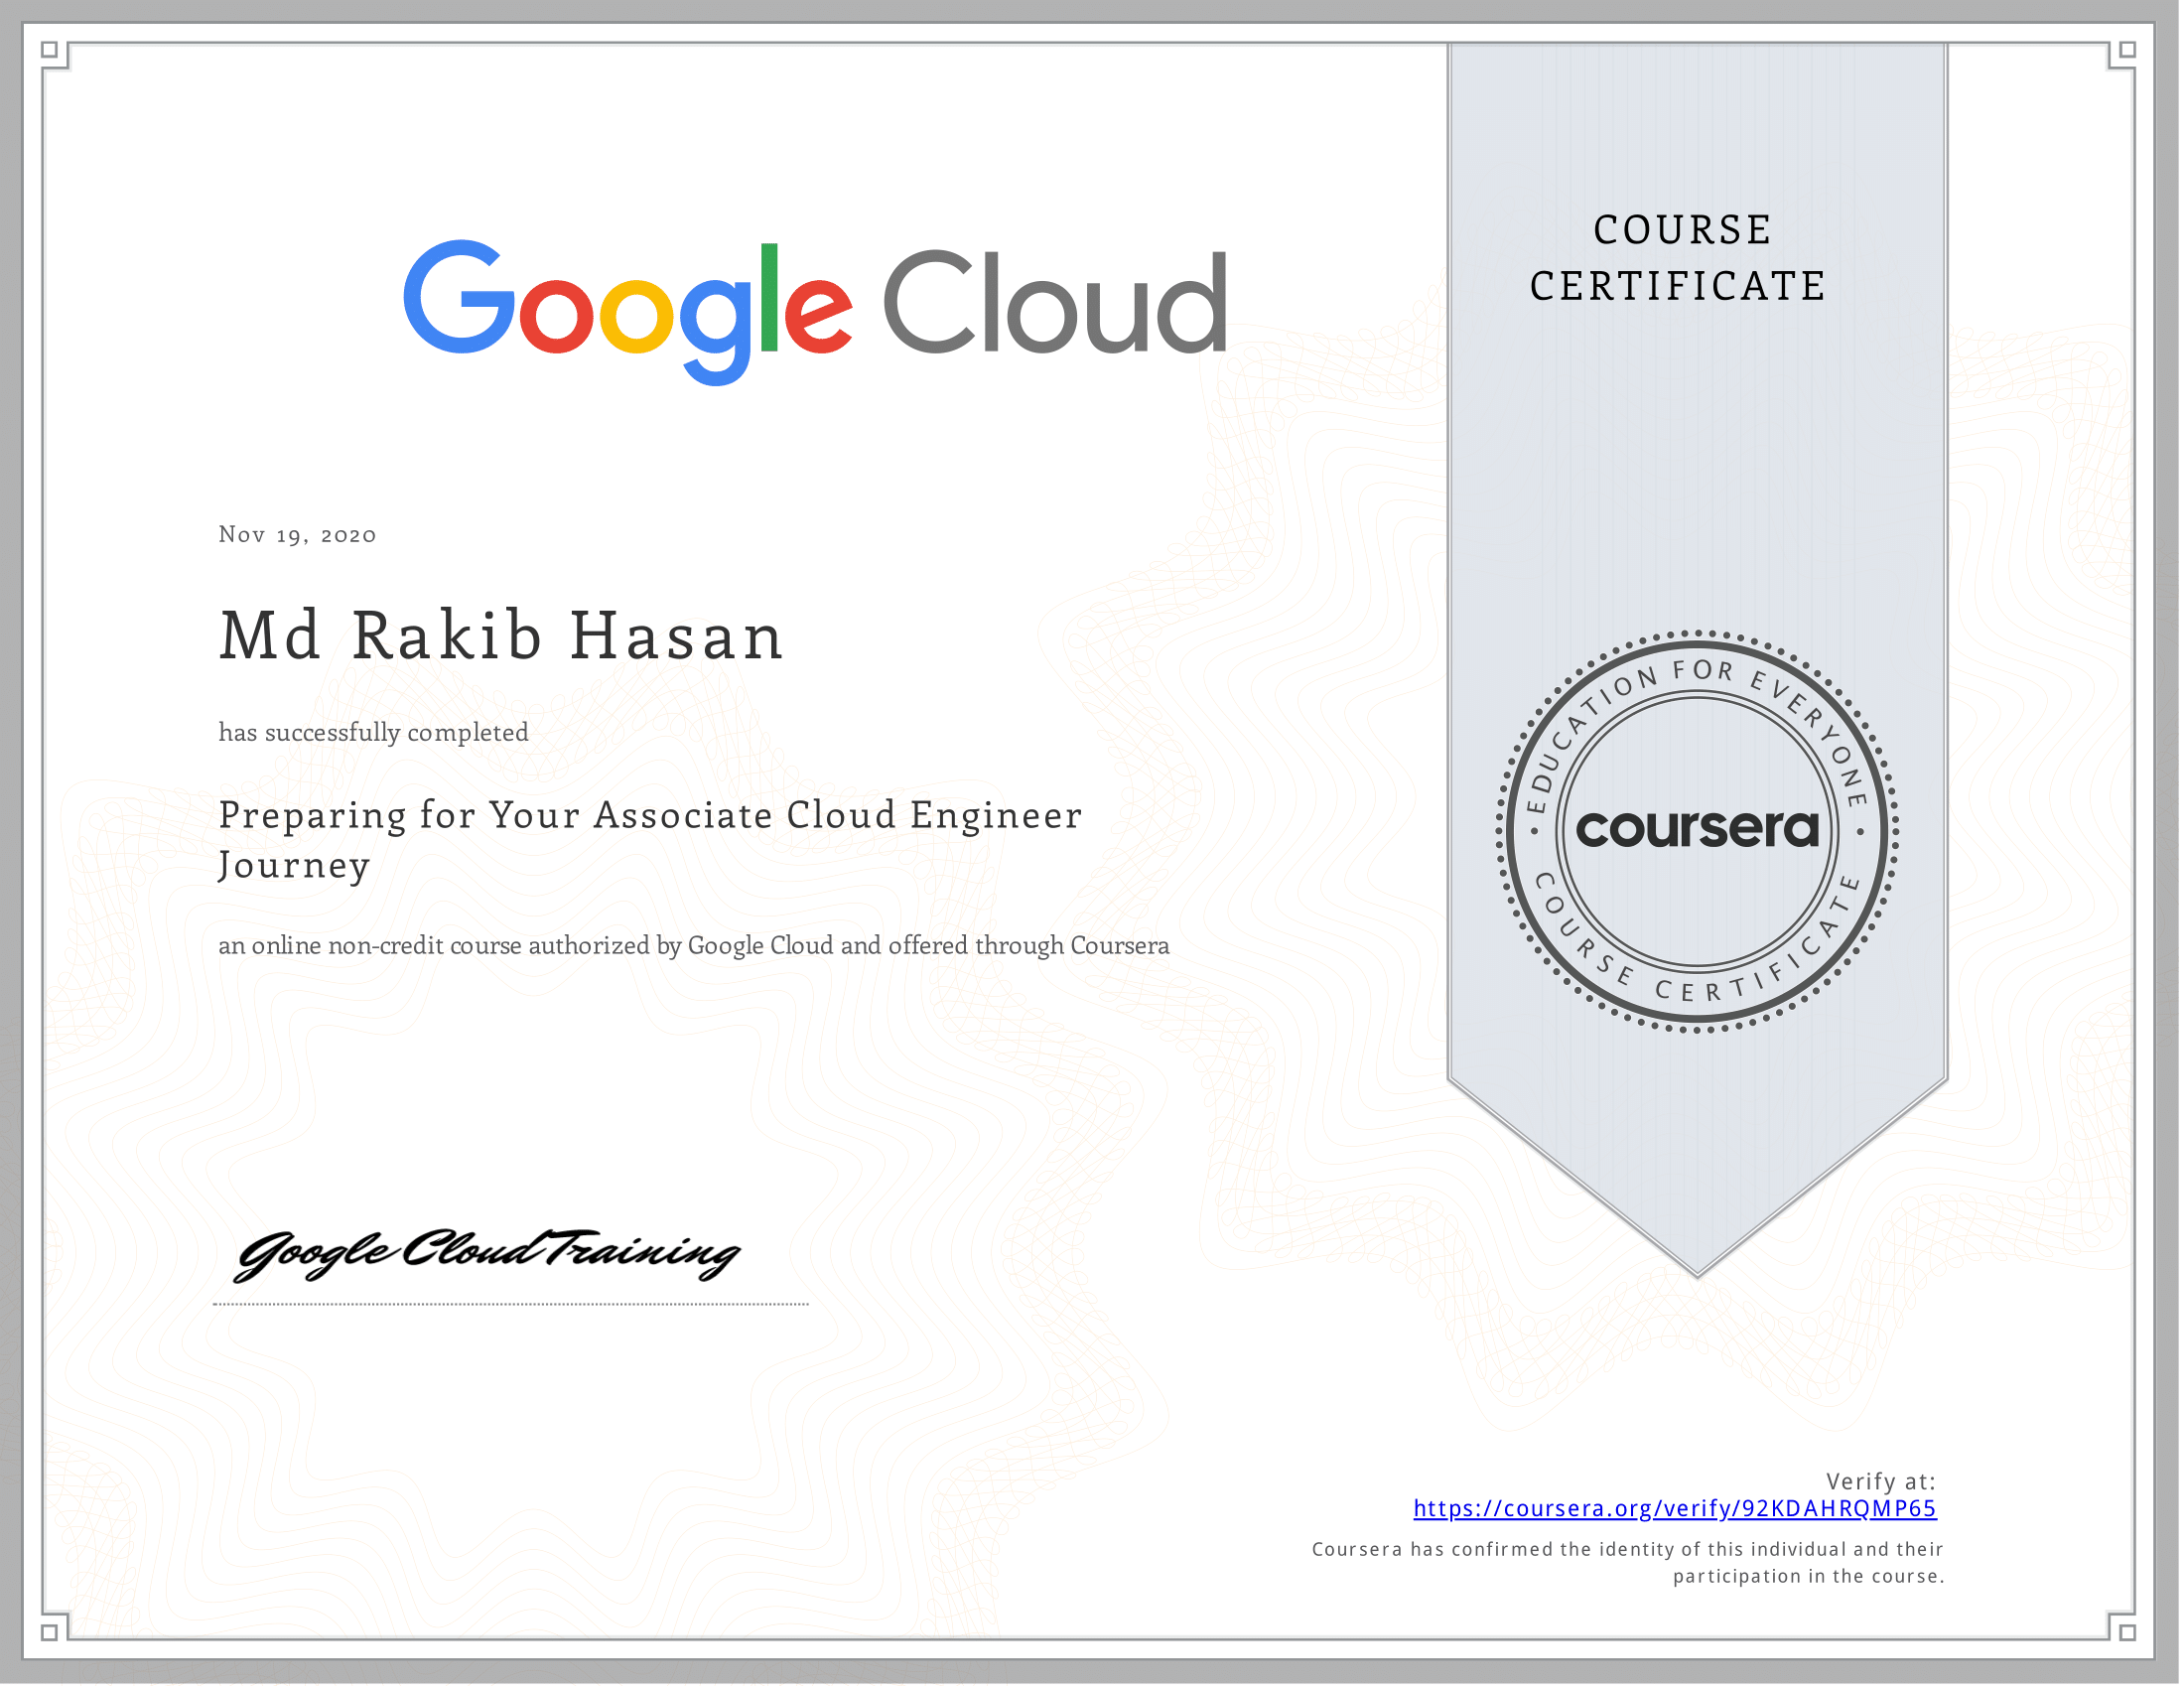 Google Cloud
COURSE
CERTIFICATE
Nov 19, 2020
Md Rakib Hasan
has successfully completed
Preparing for Your Associate Cloud Engineer
Journey
an online non-credit course authorized by Google Cloud and offered through Coursera
EDUCATION FOR EVERYONE
coursera
COURSE CERTIFICATE
Google Cloud Training
Verify at:
https://coursera.org/verify/92KDAHRQMP65
Coursera has confirmed the identity of this individual and their
participation in the course.